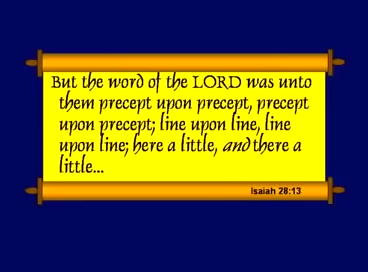 But the word of the LORD was unto
them precept upon precept, precept
upon precept; line upon line, line
upon line; here a little, and there a
little...
Isaiah 28:13